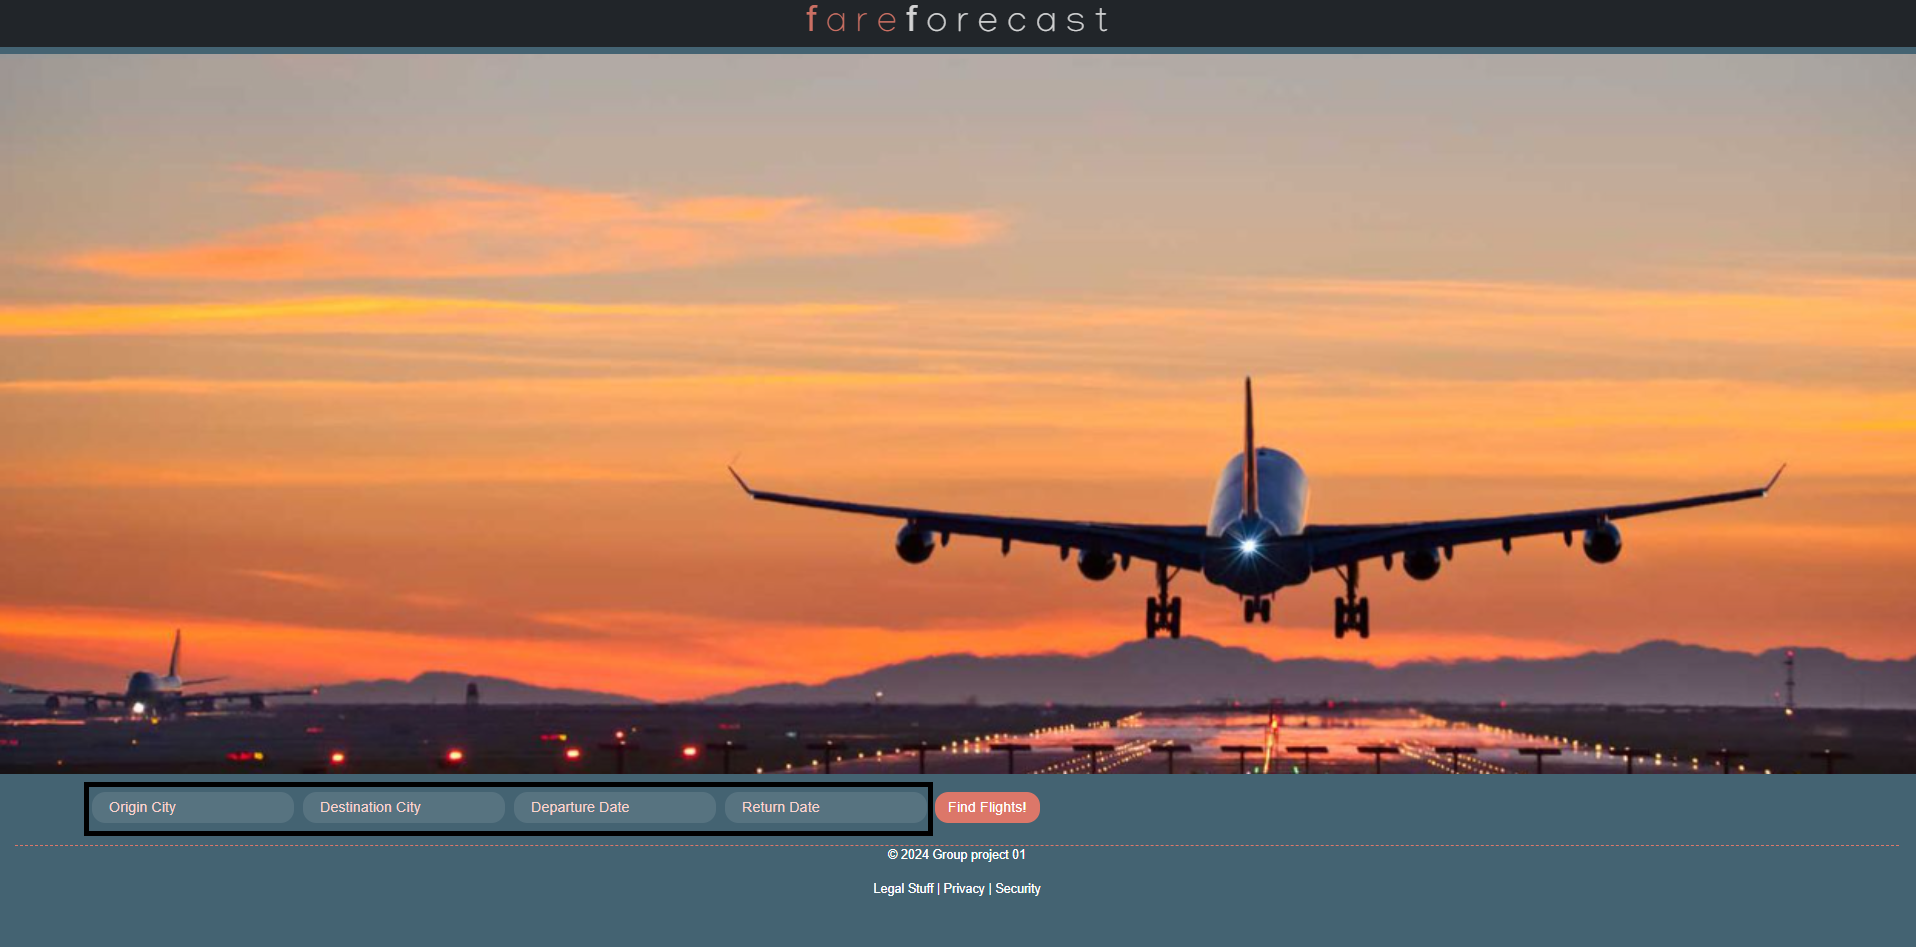 fareforecast
Origin City Destination City Departure Date Return Date Find Flights!
© 2024 Group project 01
Legal Stuff | Privacy | Security